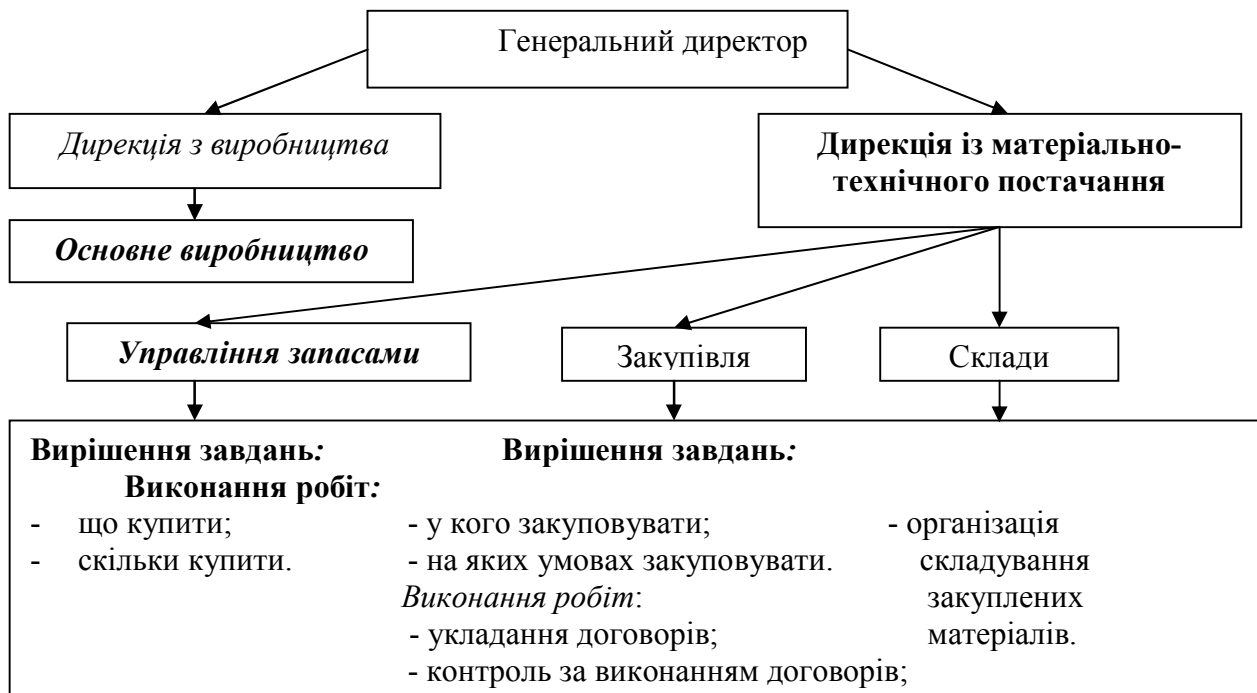 Генеральний директор
Дирекція з виробництва
Дирекція із матеріально-
технічного постачання
Основне виробництво
Управління запасами
Закупівля
Склади
Вирішення завдань: Вирішення завдань:
Виконання робіт:
- що купити; - у кого закуповувати; - організація
- скільки купити. - на яких умовах закуповувати. складування
Виконання робіт: закуплених
- укладання договорів; матеріалів.
- контроль за виконанням договорів;